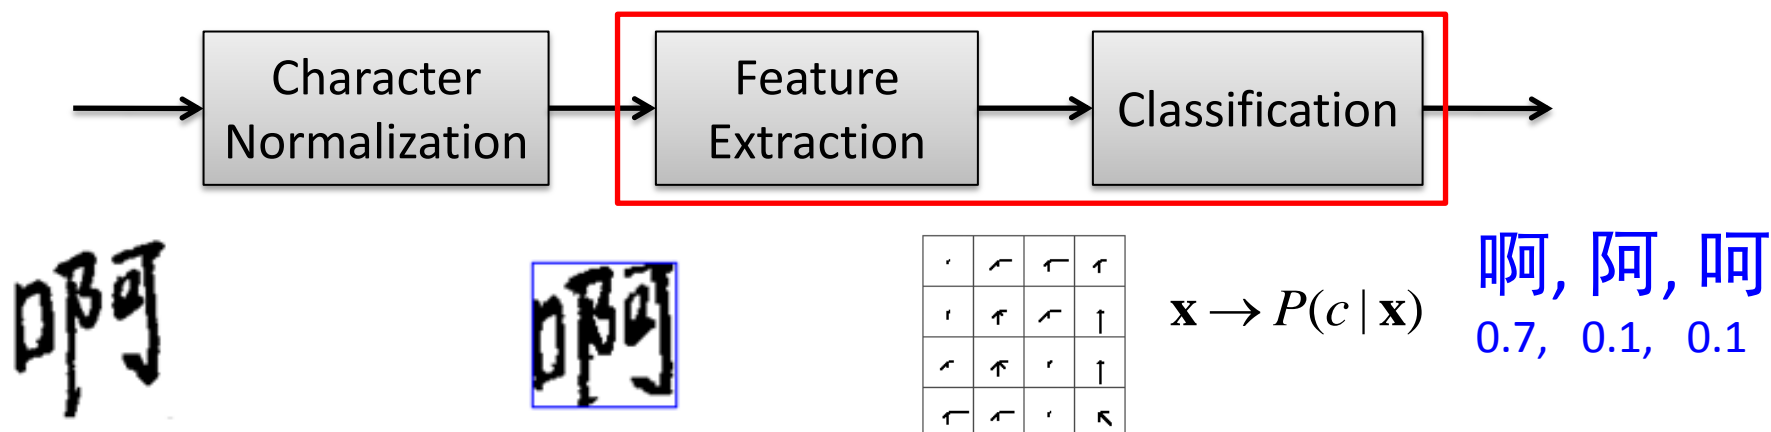 Character Normalization
Feature Extraction
Classification
啊
啊
x → P(c | x)
啊, 阿, 呵
0.7, 0.1, 0.1